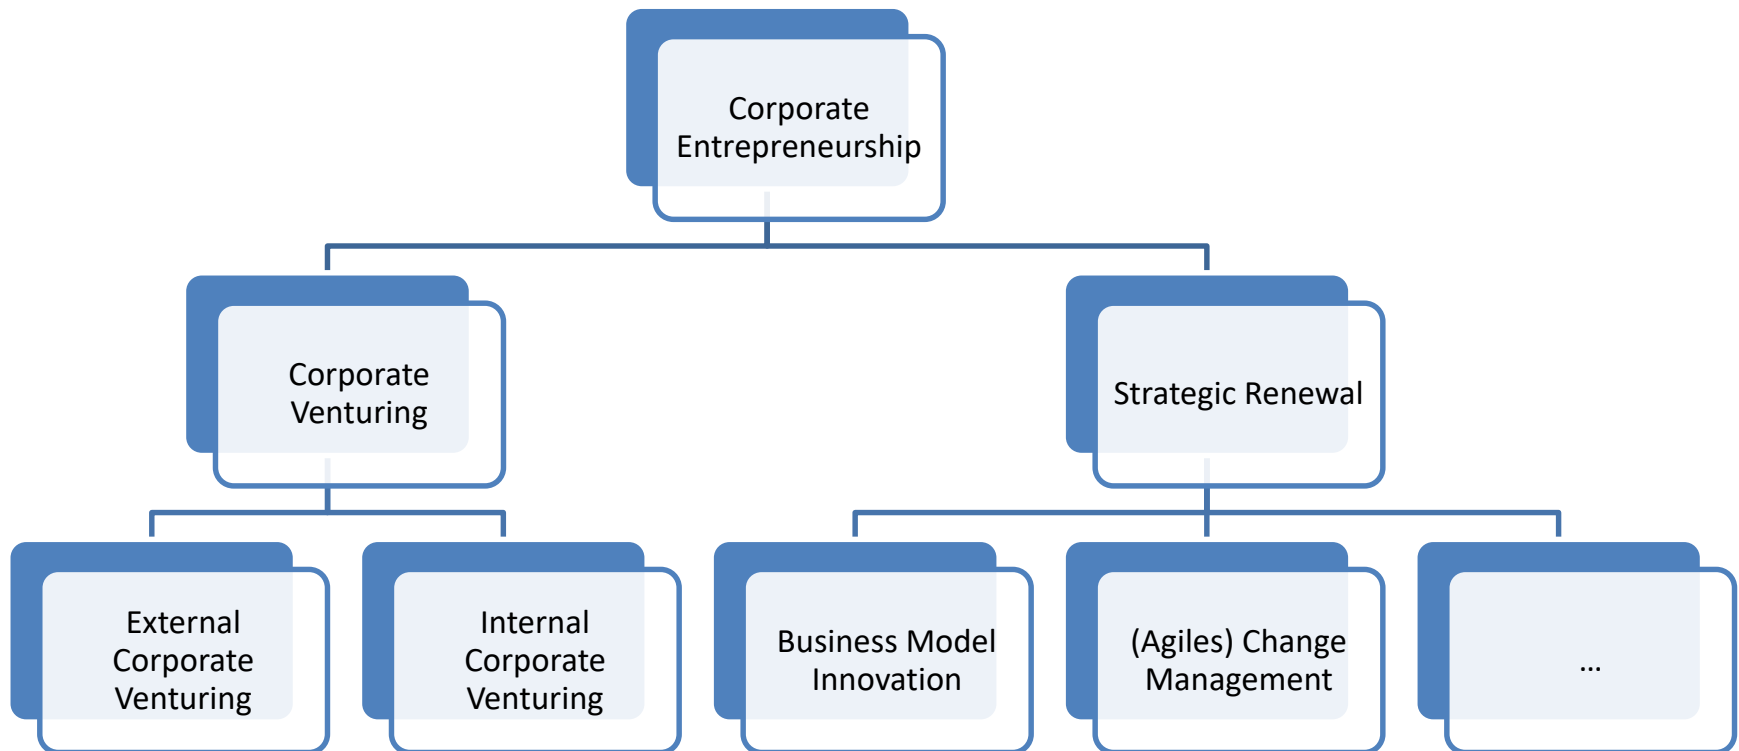 Corporate
Entrepreneurship
Corporate
Venturing
Strategic Renewal
External
Corporate
Venturing
Internal
Corporate
Venturing
Business Model
Innovation
(Agiles) Change
Management
...